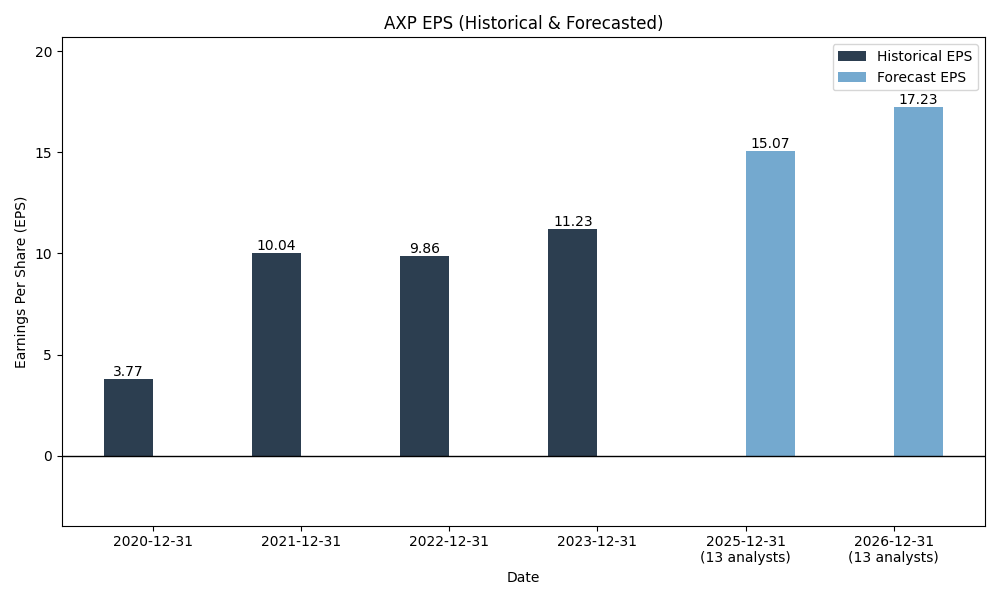 AXP EPS (Historical & Forecasted)
Historical EPS
Forecast EPS
20
15
10
5
0
Earnings Per Share (EPS)
3.77
10.04
9.86
11.23
15.07
17.23
2020-12-31
2021-12-31
2022-12-31
2023-12-31
2025-12-31
(13 analysts)
2026-12-31
(13 analysts)
Date